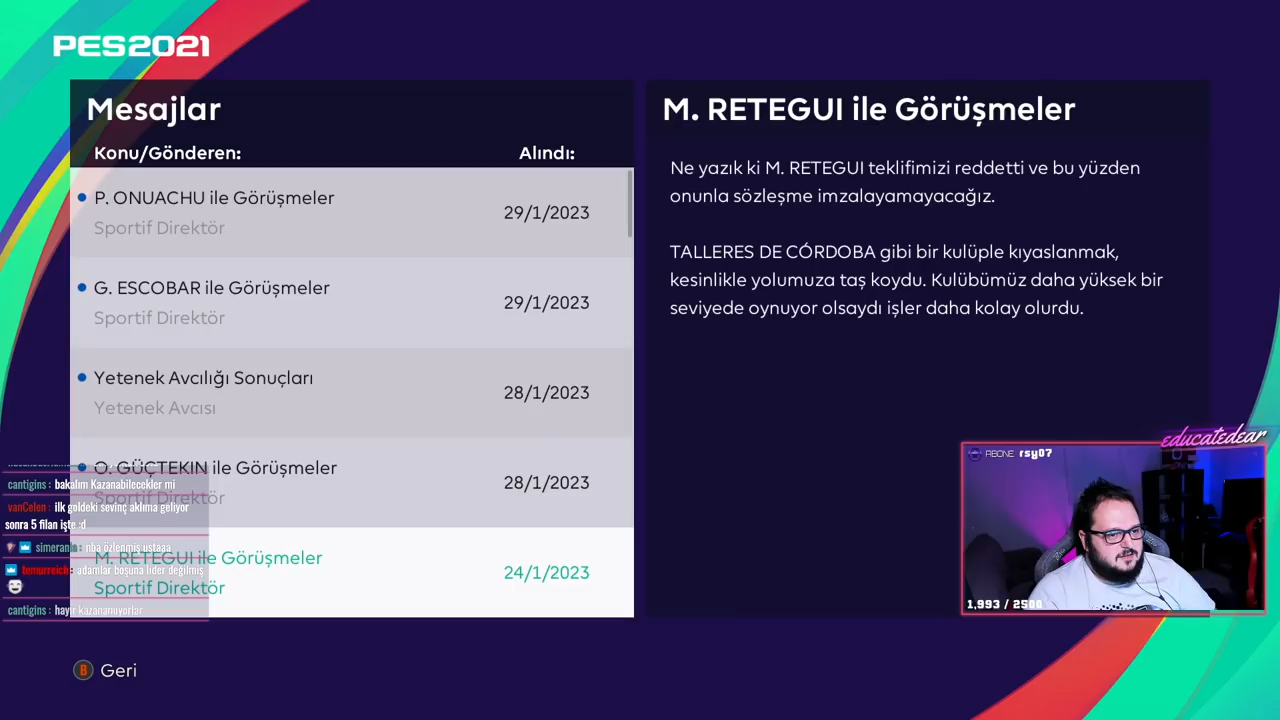 PES2021
Mesajlar
Konu/Gönderen:
Alındı:
P. ONUACHU ile Görüşmeler
Sportif Direktör
29/1/2023
G. ESCOBAR ile Görüşmeler
Sportif Direktör
29/1/2023
Yetenek Avcılığı Sonuçları
Yetenek Avcısı
28/1/2023
O. GÜÇTEKIN ile Görüşmeler
Sportif Direktör
28/1/2023
M. RETEGUI ile Görüşmeler
Sportif Direktör
24/1/2023
M. RETEGUI ile Görüşmeler
Ne yazık ki M. RETEGUI teklifimizi reddetti ve bu yüzden
onunla sözleşme imzalayamayacağız.
TALLERES DE CÓRDOBA gibi bir kulüple kıyaslanmak,
kesinlikle yolumuza taş koydu. Kulübümüz daha yüksek bir
seviyede oynuyor olsaydı işler daha kolay olurdu.
cantigins : bakalım Kazanabilecekler mi
vanCelen : ilk goldeki sevinç aklıma geliyor
sonra 5 filan işte :d
simeranin : nba özlenmiş ustaaa
temurreich : adamlar boşuna lider değilmiş
cantigins : hayır kazanamıyorlar
educatedear
ABONE rsy07
1,993 / 2500
B Geri